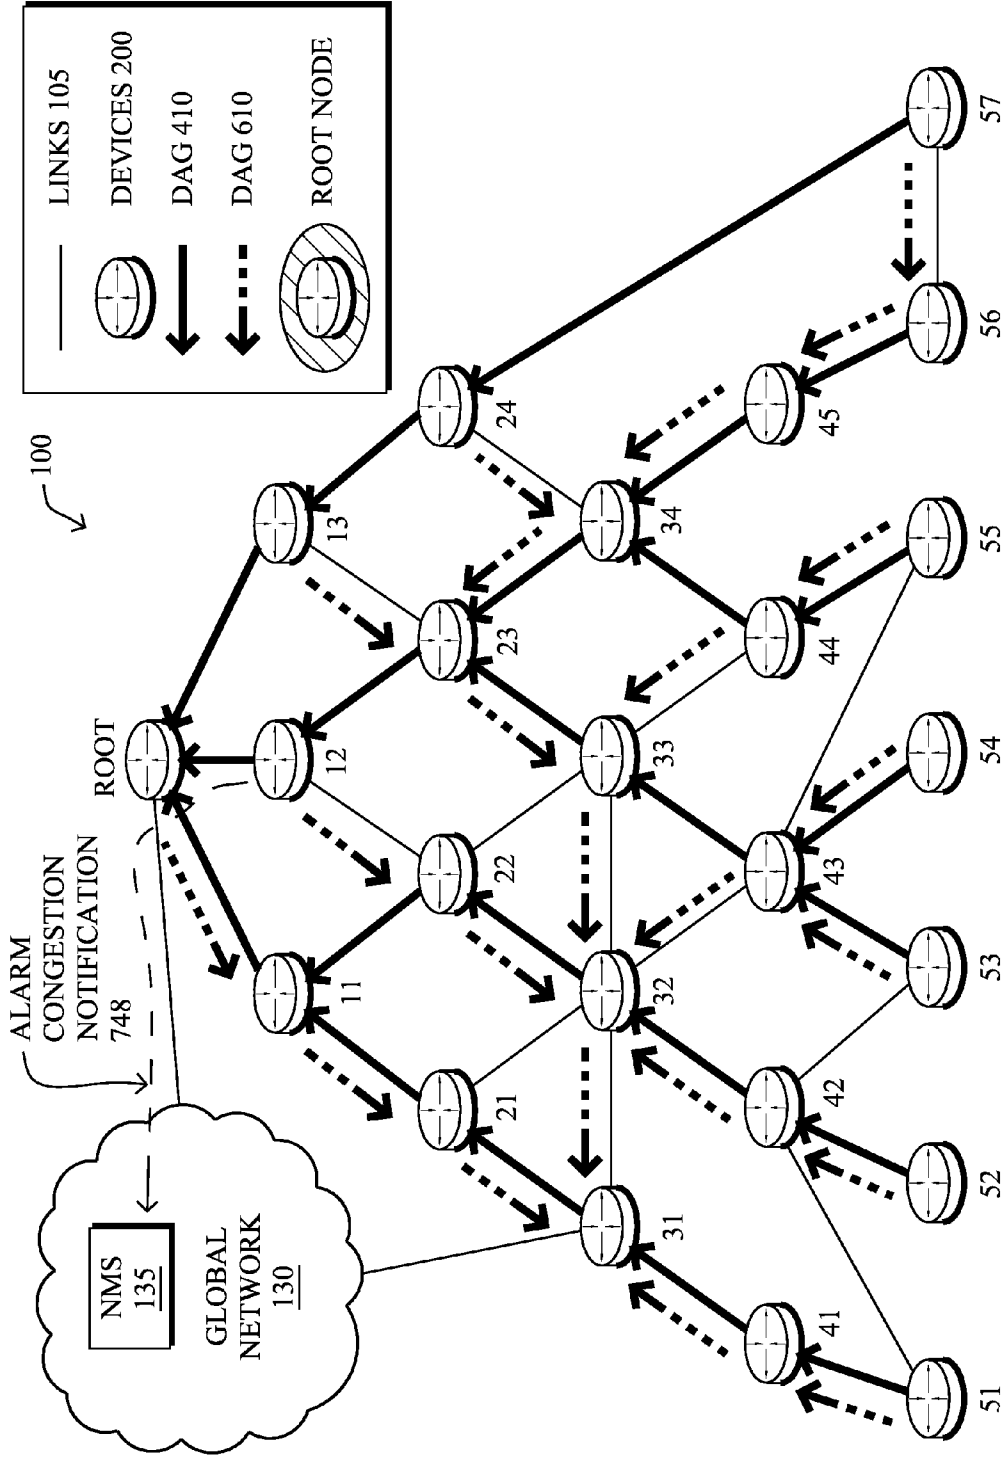 LINKS 105
DEVICES 200
DAG 410
DAG 610
ROOT NODE
100
ALARM
CONGESTION
NOTIFICATION
748
ROOT
NMS
135
GLOBAL
NETWORK
130
11
12
13
21
22
23
24
31
32
33
34
41
42
43
44
45
51
52
53
54
55
56
57